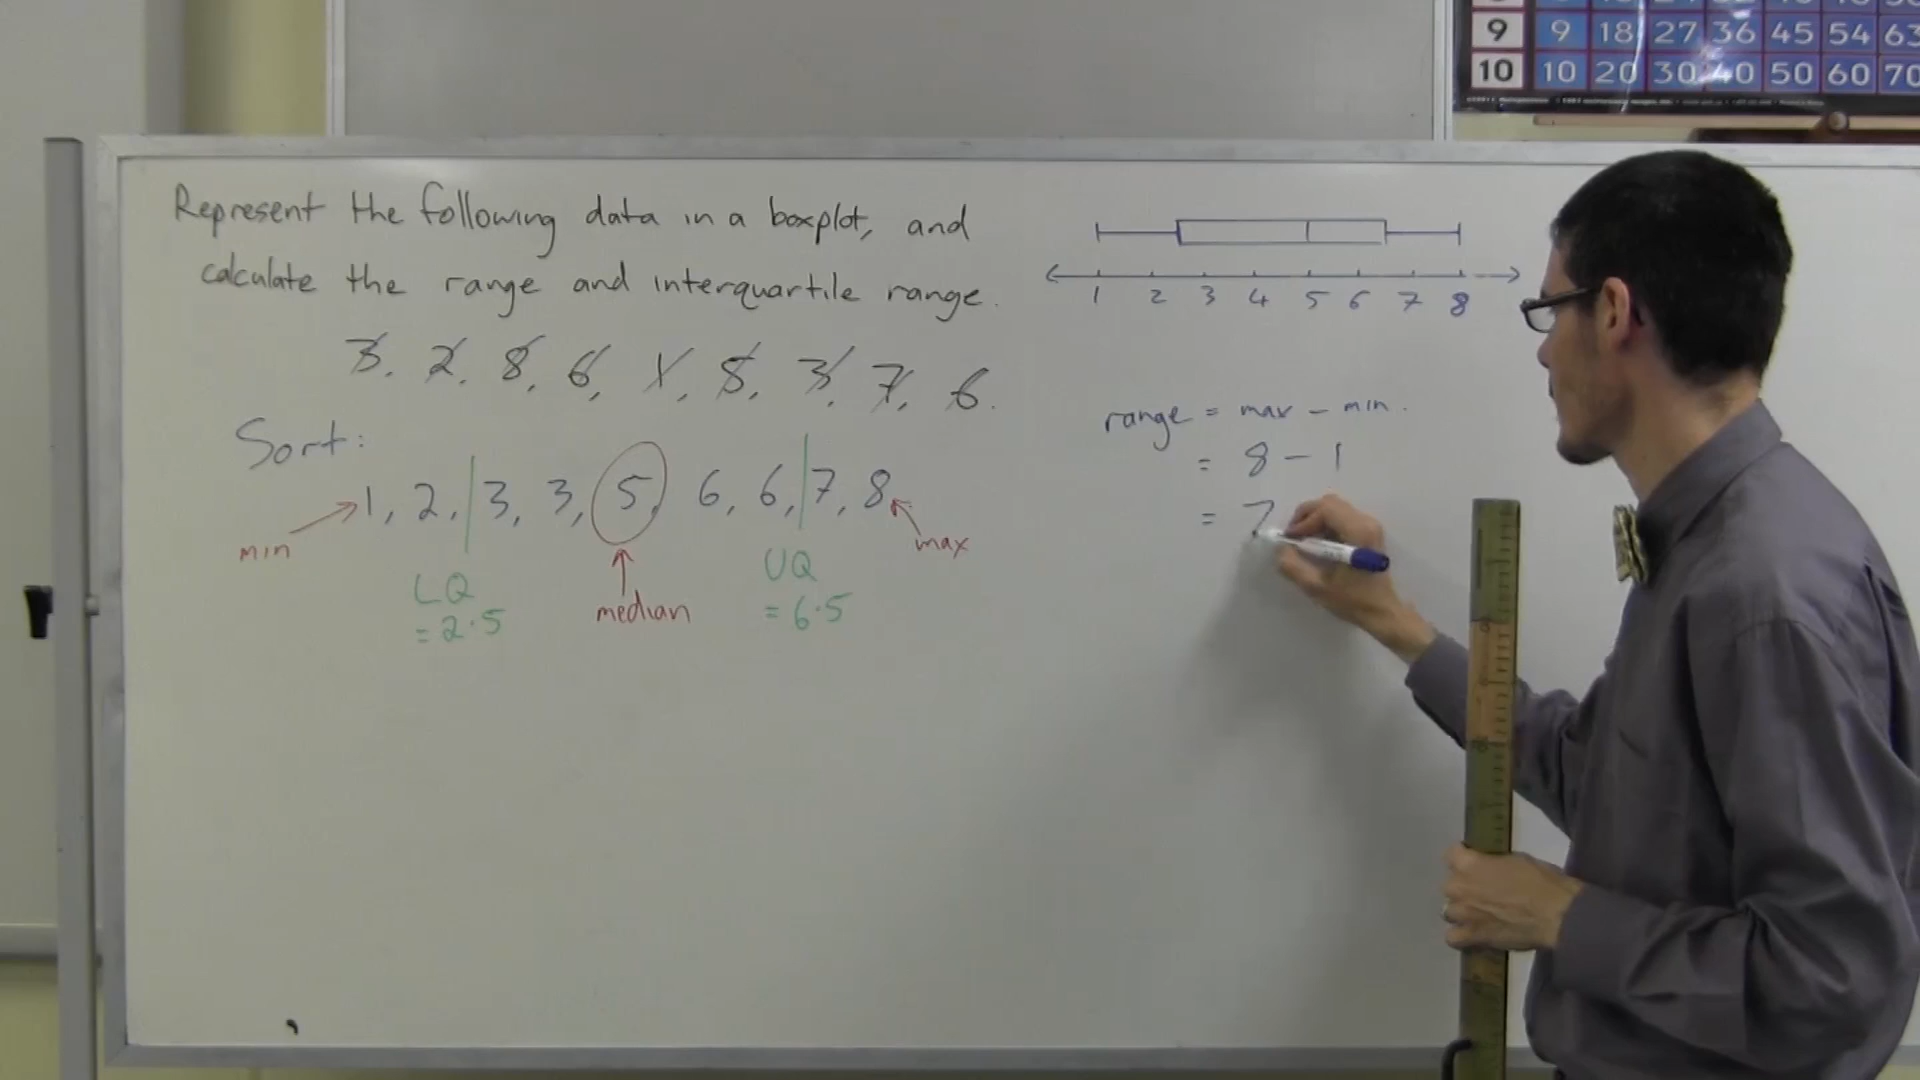 9 9 18 27 36 45 54 63
10 10 20 30 40 50 60 70
Represent the following data in a boxplot, and
calculate the range and interquartile range.
3, 2, 8, 6, 1, 5, 3, 7, 6.
Sort:
1, 2, 3, 3, 5, 6, 6, 7, 8
min
max
median
LQ
= 2.5
UQ
= 6.5
1 2 3 4 5 6 7 8
range = max - min.
= 8 - 1
= 7